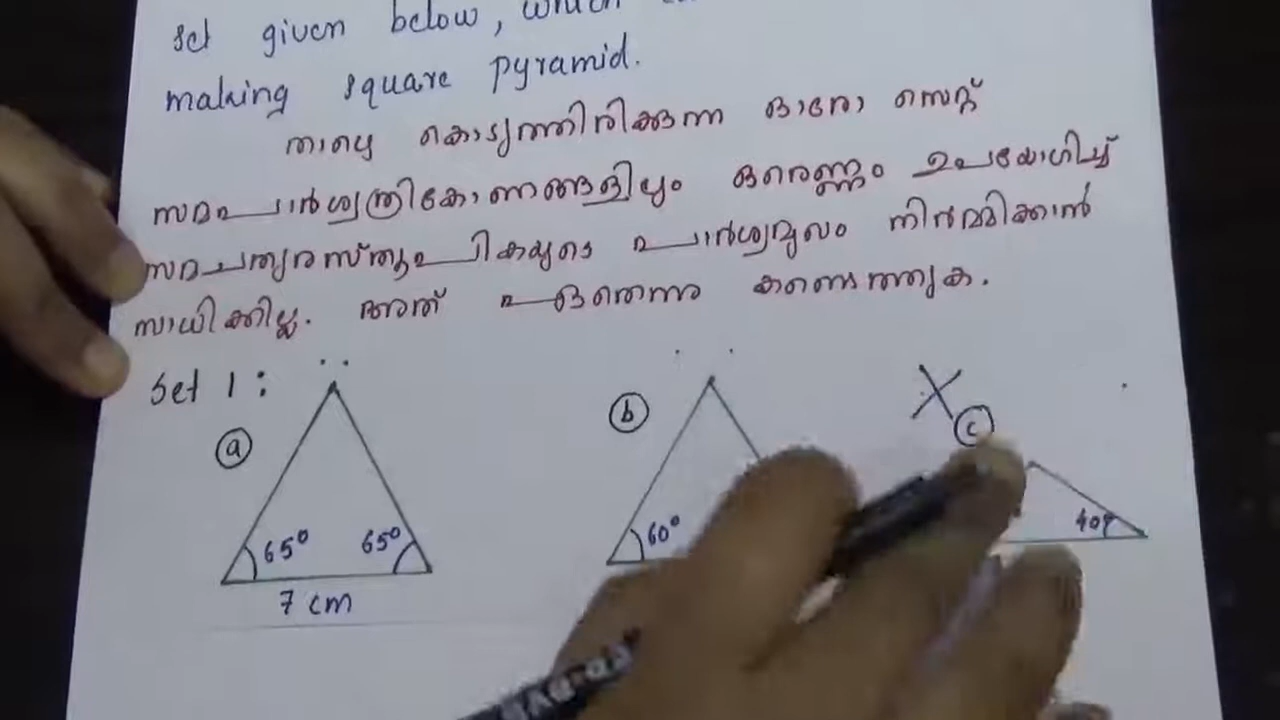 set given below, which
making square pyramid.
താഴെ കൊടുത്തിരിക്കുന്ന ഓരോ സെറ്റ്
സമപാർശ്വത്രികോണങ്ങളിലും ഒരെണ്ണം ഉപയോഗിച്ച്
സമചതുരസ്തൂപികയുടെ പാർശ്വമുഖം നിർമ്മിക്കാൻ
സാധിക്കില്ല. അത് ഏതെന്നു കണ്ടെത്തുക.
Set 1 :
a
65° 65°
7 cm
b
60°
X
c
40°